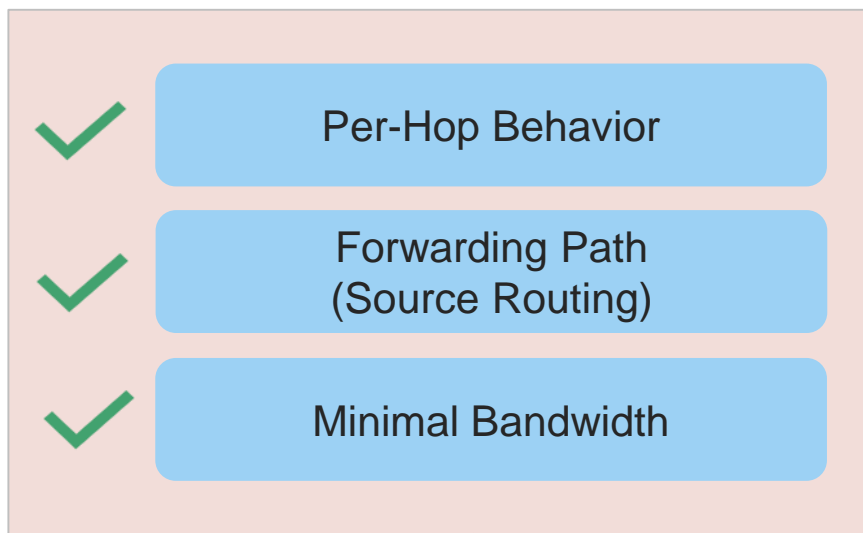 Per-Hop Behavior
Forwarding Path
(Source Routing)
Minimal Bandwidth